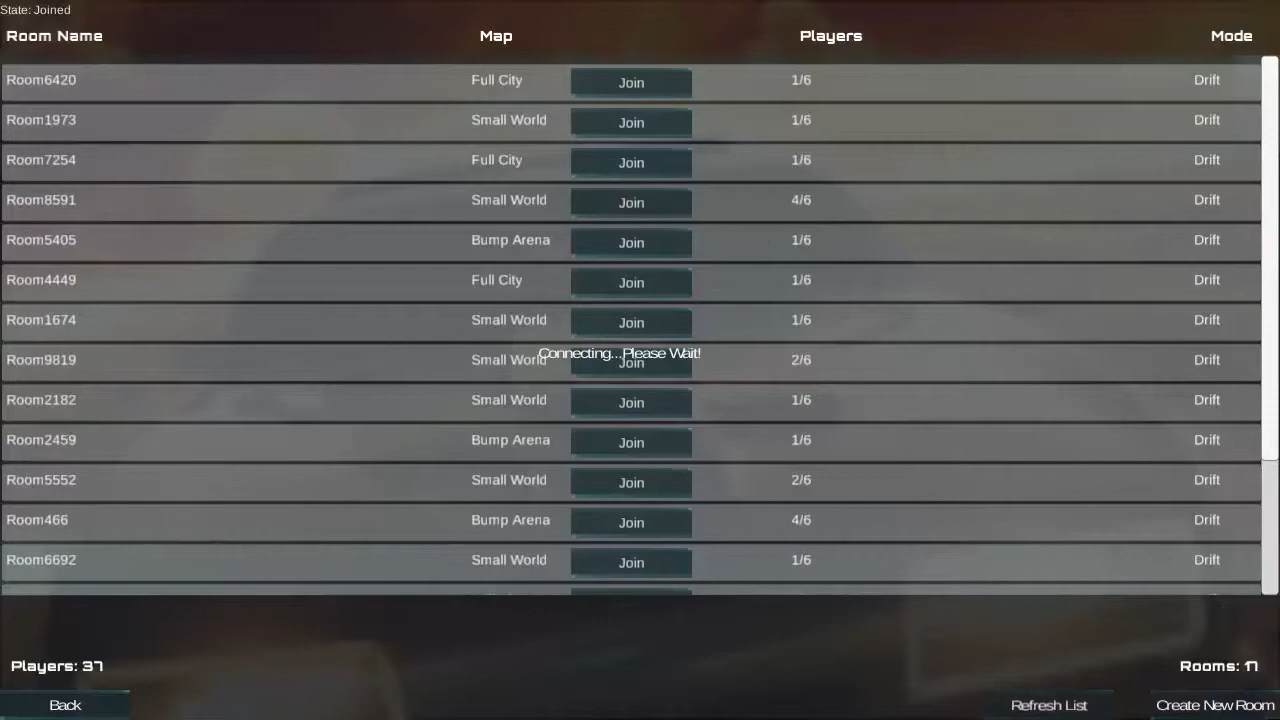 State: Joined
Room Name Map Players Mode
Room6420 Full City Join 1/6 Drift
Room1973 Small World Join 1/6 Drift
Room7254 Full City Join 1/6 Drift
Room8591 Small World Join 4/6 Drift
Room5405 Bump Arena Join 1/6 Drift
Room4449 Full City Join 1/6 Drift
Room1674 Small World Join 1/6 Drift
Connecting...Please Wait!
Room9819 Small World Join 2/6 Drift
Room2182 Small World Join 1/6 Drift
Room2459 Bump Arena Join 1/6 Drift
Room5552 Small World Join 2/6 Drift
Room466 Bump Arena Join 4/6 Drift
Room6692 Small World Join 1/6 Drift
Players: 37 Rooms: 17
Back Refresh List Create New Room